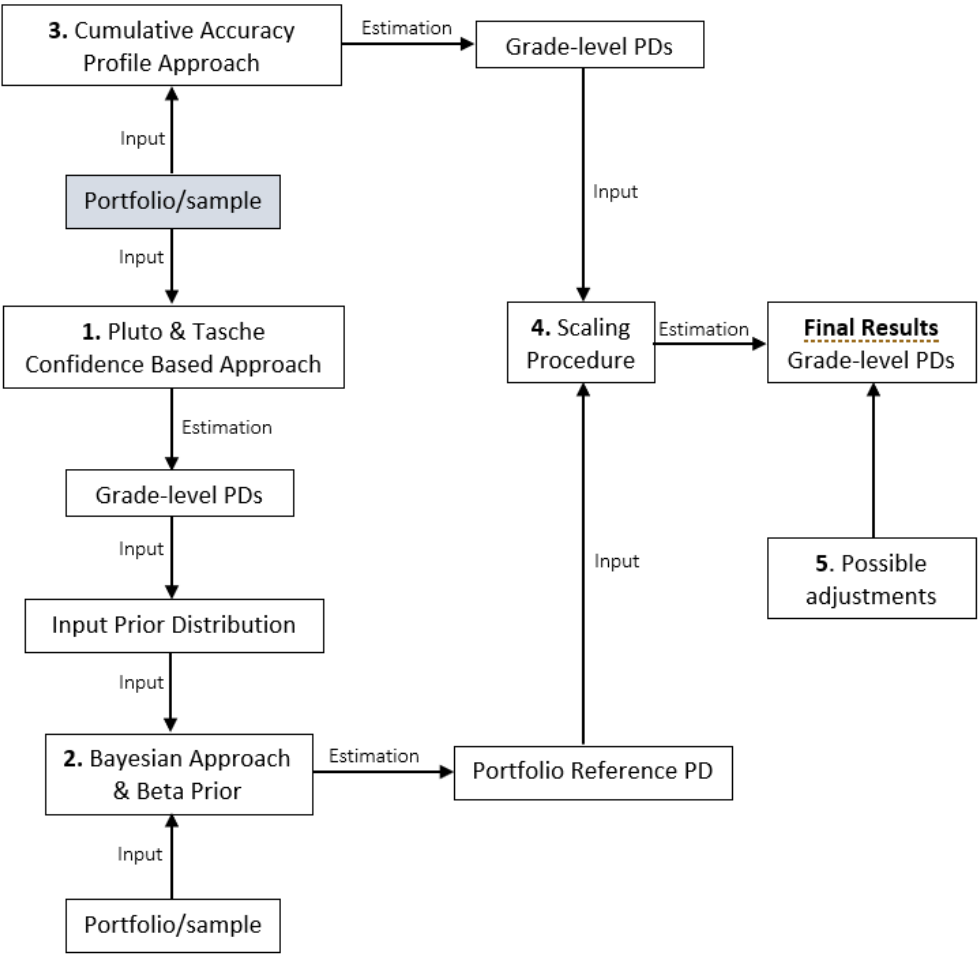 3. Cumulative Accuracy
Profile Approach
Estimation
Grade-level PDs
Input
Portfolio/sample
Input
Input
1. Pluto & Tasche
Confidence Based Approach
4. Scaling
Procedure
Estimation
Final Results
Grade-level PDs
Estimation
Grade-level PDs
Input
Input
5. Possible
adjustments
Input Prior Distribution
Input
2. Bayesian Approach
& Beta Prior
Estimation
Portfolio Reference PD
Input
Portfolio/sample